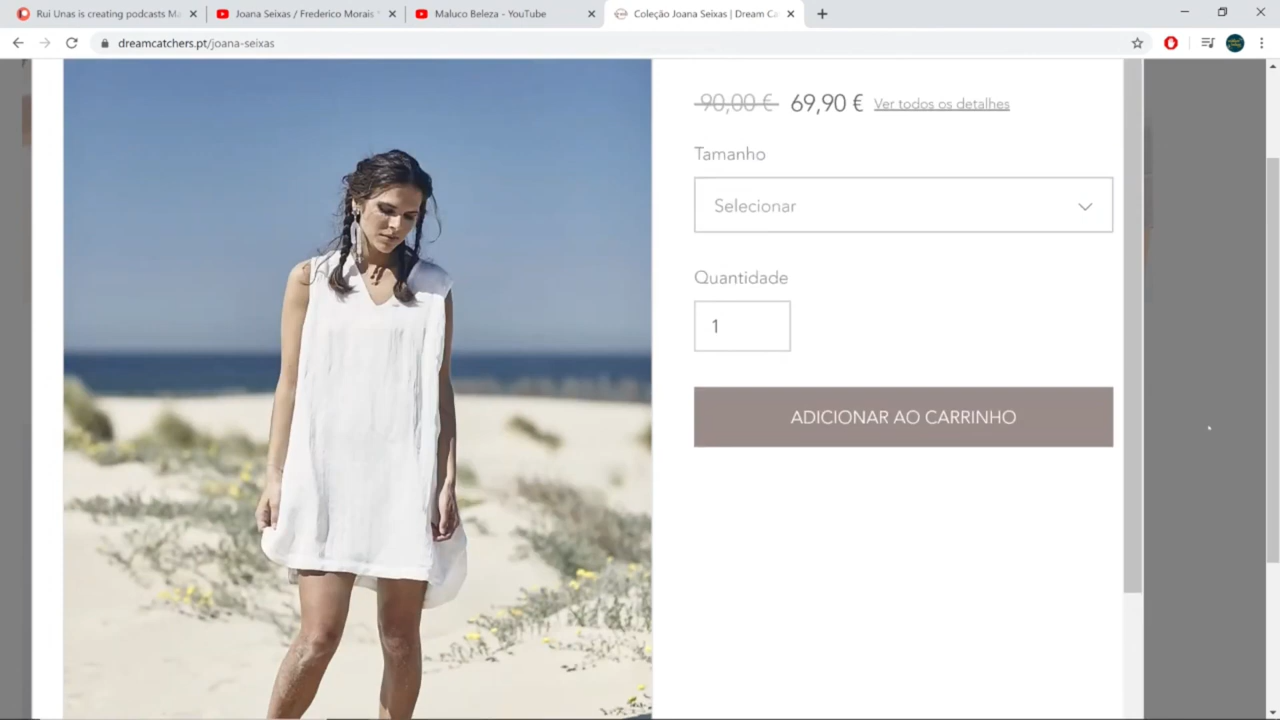 Rui Unas is creating podcasts Ma
Joana Seixas / Frederico Morais
Maluco Beleza - YouTube
Coleção Joana Seixas | Dream Ca
dreamcatchers.pt/joana-seixas
90,00 € 69,90 € Ver todos os detalhes
Tamanho
Selecionar
Quantidade
1
ADICIONAR AO CARRINHO